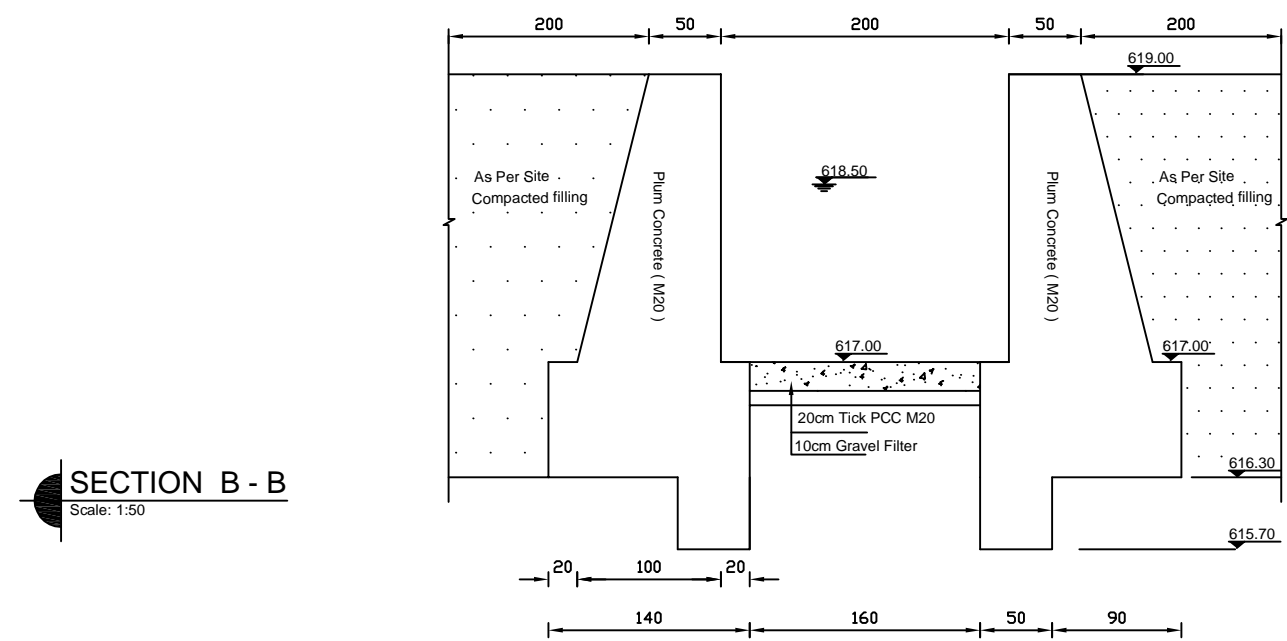 200
50
200
50
200
619.00
618.50
As Per Site
Compacted filling
Plum Concrete ( M20 )
Plum Concrete ( M20 )
As Per Site
Compacted filling
617.00
617.00
20cm Tick PCC M20
10cm Gravel Filter
616.30
SECTION B - B
Scale: 1:50
615.70
20
100
20
140
160
50
90